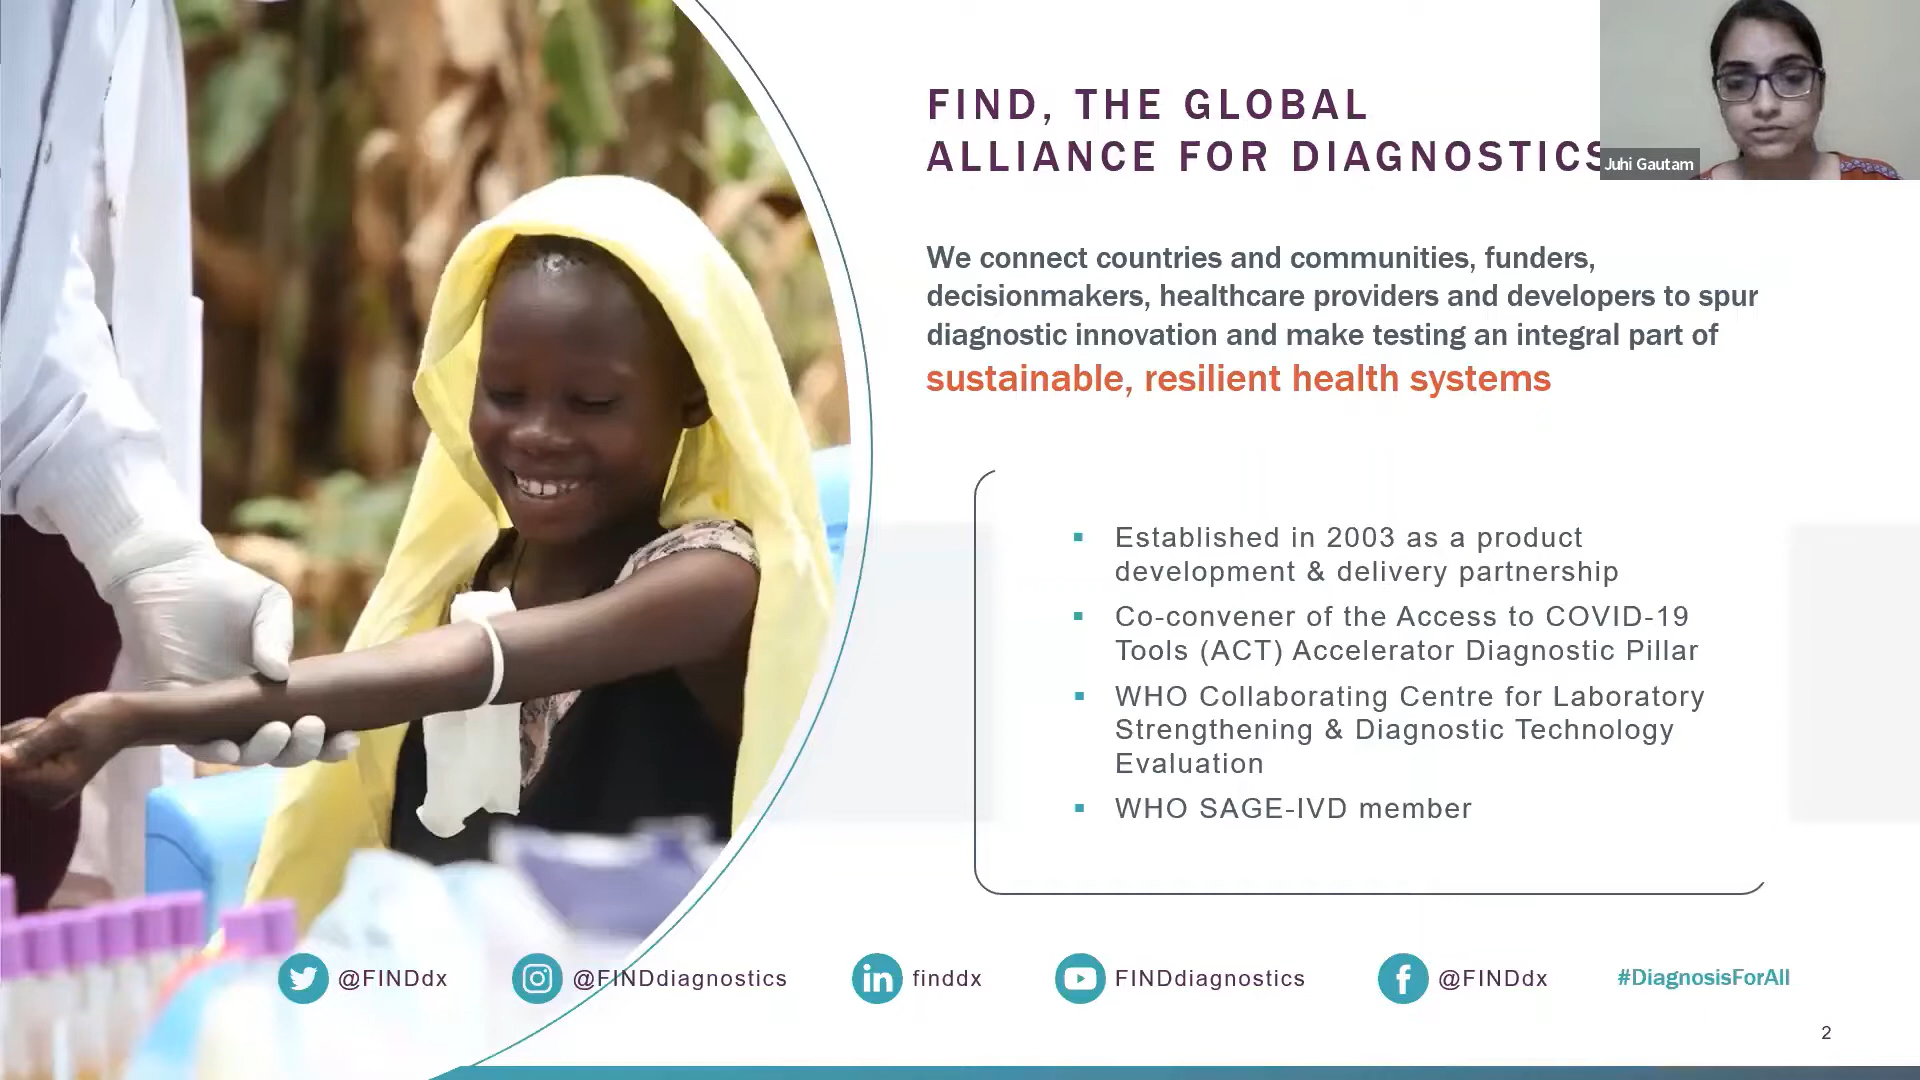 FIND, THE GLOBAL
ALLIANCE FOR DIAGNOSTICS
Juhi Gautam
We connect countries and communities, funders,
decisionmakers, healthcare providers and developers to spur
diagnostic innovation and make testing an integral part of
sustainable, resilient health systems
Established in 2003 as a product
development & delivery partnership
Co-convener of the Access to COVID-19
Tools (ACT) Accelerator Diagnostic Pillar
WHO Collaborating Centre for Laboratory
Strengthening & Diagnostic Technology
Evaluation
WHO SAGE-IVD member
@FINDdx
@FINDdiagnostics
finddx
FINDdiagnostics
@FINDdx
#DiagnosisForAll
2